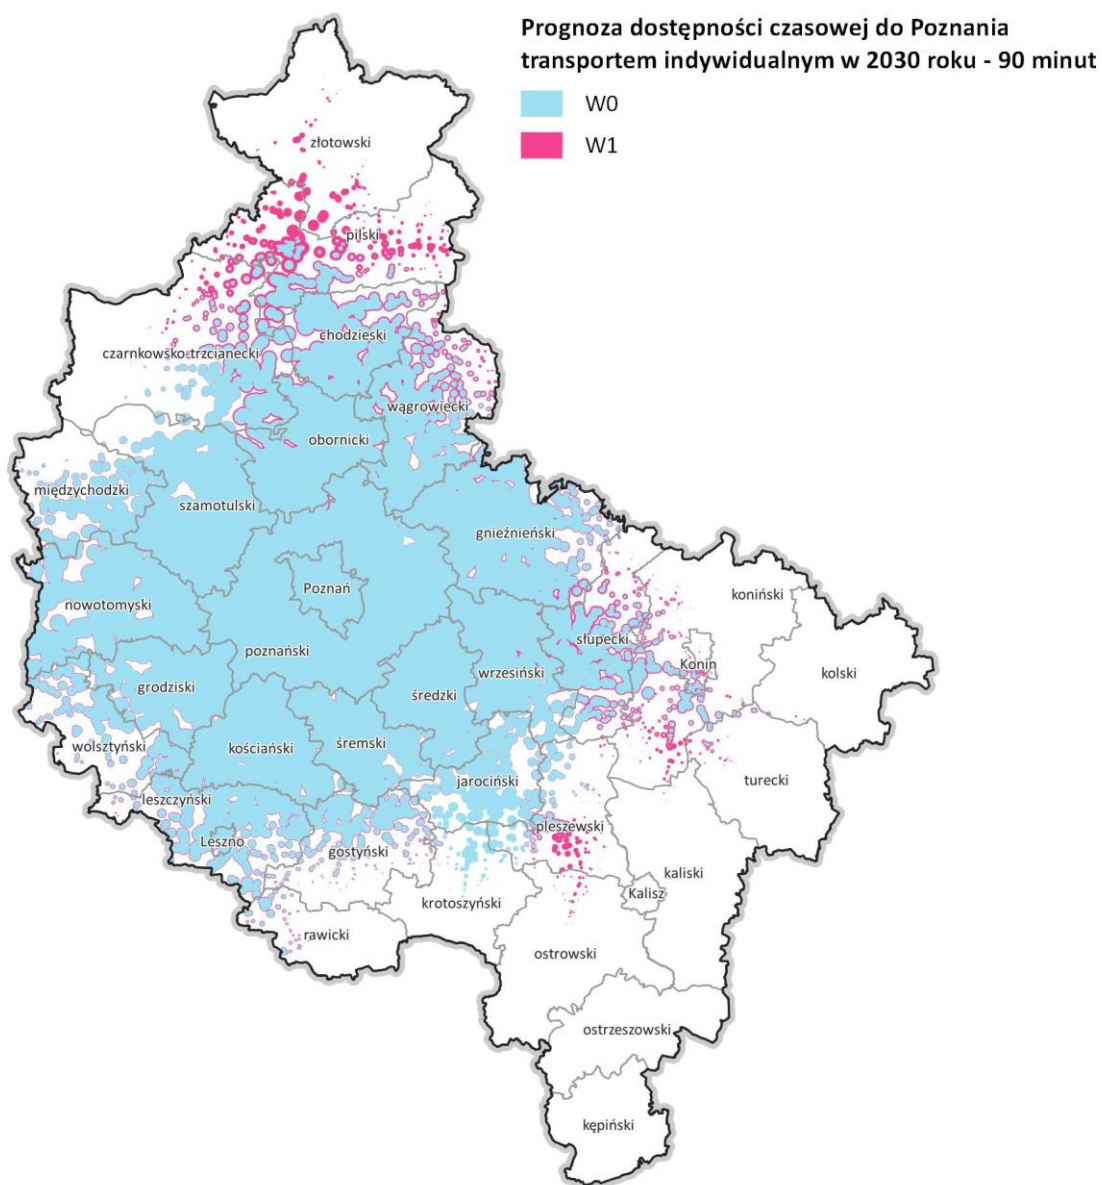 Prognoza dostępności czasowej do Poznania
transportem indywidualnym w 2030 roku - 90 minut
W0
W1
złotowski
pilski
chodzieski
czarnkowsko-trzcianecki
wągrowiecki
obornicki
międzychodzki
szamotulski
gnieźnieński
Poznań
koniński
nowotomyski
słupecki
poznański
Konin
kolski
wrzesiński
grodziski
średzki
kościański
śremski
wolsztyński
jarociński
turecki
leszczyński
pleszewski
Leszno
gostyński
kaliski
Kalisz
krotoszyński
rawicki
ostrowski
ostrzeszowski
kępiński